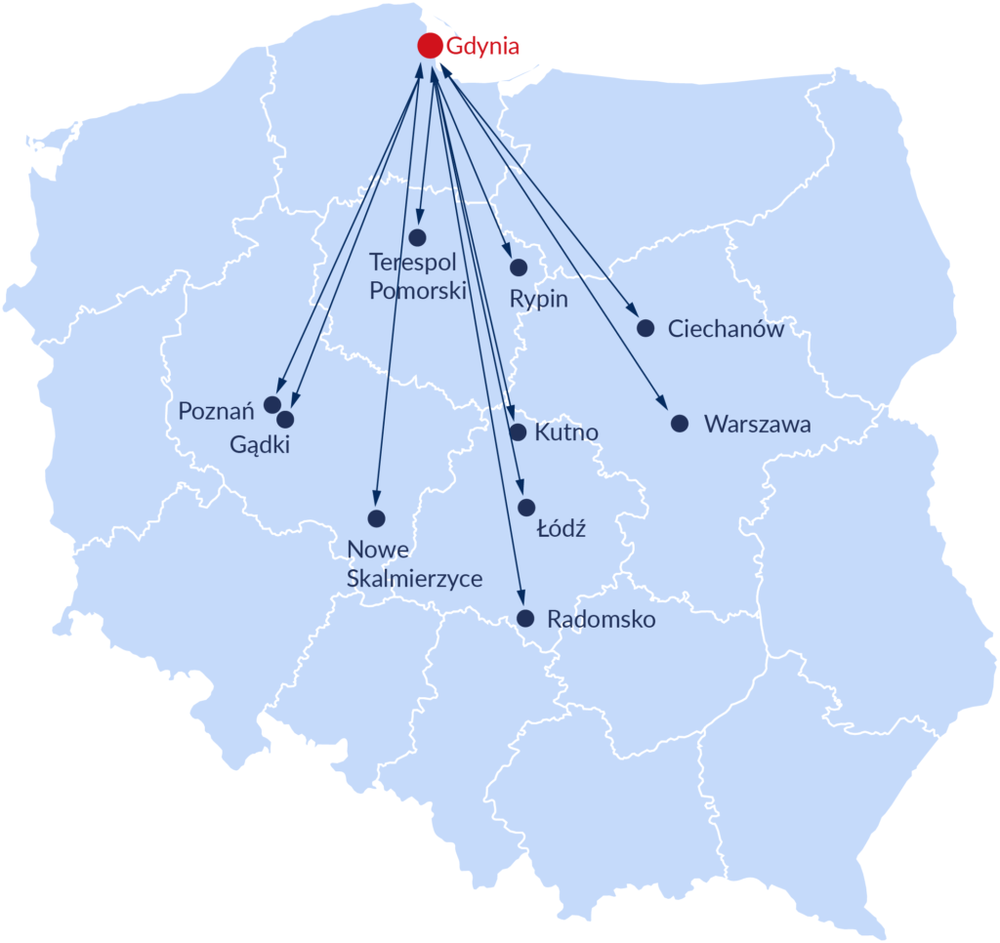 Gdynia
Terespol
Pomorski
Rypin
Ciechanów
Poznań
Gądki
Kutno
Warszawa
Łódź
Nowe
Skalmierzyce
Radomsko